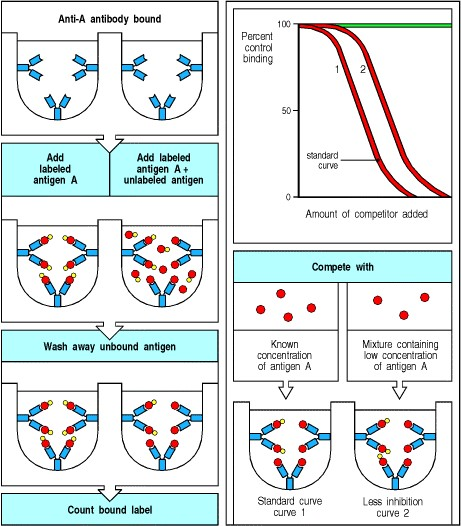 Anti-A antibody bound
Add
labeled
antigen A
Add labeled
antigen A +
unlabeled antigen
Wash away unbound antigen
Count bound label
Percent
control
binding
100
50
0
1
2
standard
curve
Amount of competitor added
Compete with
Known
concentration
of antigen A
Mixture containing
low concentration
of antigen A
Standard curve
curve 1
Less inhibition
curve 2